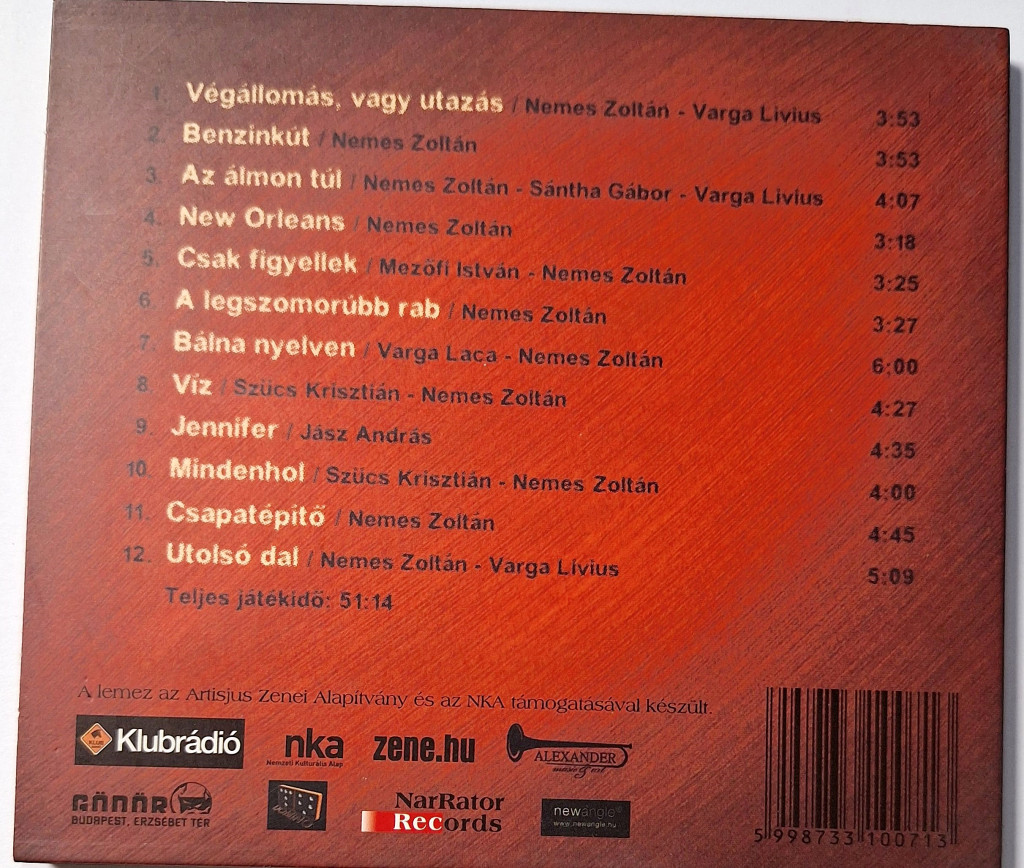 1. Végállomás, vagy utazás / Nemes Zoltán - Varga Livius 3:53
2. Benzinkút / Nemes Zoltán 3:53
3. Az álmon túl / Nemes Zoltán - Sántha Gábor - Varga Livius 4:07
4. New Orleans / Nemes Zoltán 3:18
5. Csak figyellek / Mezőfi István - Nemes Zoltán 3:25
6. A legszomorúbb rab / Nemes Zoltán 3:27
7. Bálna nyelven / Varga Laca - Nemes Zoltán 6:00
8. Víz / Szűcs Krisztián - Nemes Zoltán 4:27
9. Jennifer / Jász András 4:35
10. Mindenhol / Szűcs Krisztián - Nemes Zoltán 4:00
11. Csapatépítő / Nemes Zoltán 4:45
12. Utolsó dal / Nemes Zoltán - Varga Livius 5:09
Teljes játékidő: 51:14
A lemez az Artisjus Zenei Alapítvány és az NKA támogatásával készült.
Klubrádió
nka
Nemzeti Kulturális Alap
zene.hu
ALEXANDER
GÖDÖR
BUDAPEST, ERZSÉBET TÉR
NarRator
Records
newangle
www.newangle.hu
5 998733 100713